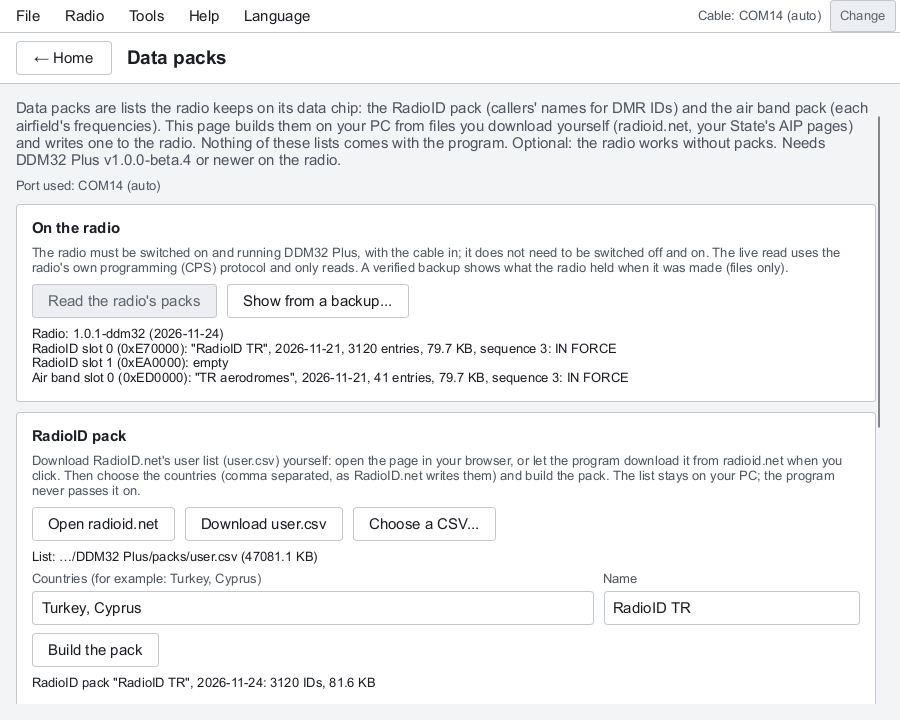 File Radio Tools Help Language Cable: COM14 (auto) Change
← Home Data packs
Data packs are lists the radio keeps on its data chip: the RadioID pack (callers' names for DMR IDs) and the air band pack (each
airfield's frequencies). This page builds them on your PC from files you download yourself (radioid.net, your State's AIP pages)
and writes one to the radio. Nothing of these lists comes with the program. Optional: the radio works without packs. Needs
DDM32 Plus v1.0.0-beta.4 or newer on the radio.
Port used: COM14 (auto)
On the radio
The radio must be switched on and running DDM32 Plus, with the cable in; it does not need to be switched off and on. The live read uses the
radio's own programming (CPS) protocol and only reads. A verified backup shows what the radio held when it was made (files only).
Read the radio's packs Show from a backup...
Radio: 1.0.1-ddm32 (2026-11-24)
RadioID slot 0 (0xE70000): "RadioID TR", 2026-11-21, 3120 entries, 79.7 KB, sequence 3: IN FORCE
RadioID slot 1 (0xEA0000): empty
Air band slot 0 (0xED0000): "TR aerodromes", 2026-11-21, 41 entries, 79.7 KB, sequence 3: IN FORCE
RadioID pack
Download RadioID.net's user list (user.csv) yourself: open the page in your browser, or let the program download it from radioid.net when you
click. Then choose the countries (comma separated, as RadioID.net writes them) and build the pack. The list stays on your PC; the program
never passes it on.
Open radioid.net Download user.csv Choose a CSV...
List: …/DDM32 Plus/packs/user.csv (47081.1 KB)
Countries (for example: Turkey, Cyprus) Name
Turkey, Cyprus RadioID TR
Build the pack
RadioID pack "RadioID TR", 2026-11-24: 3120 IDs, 81.6 KB